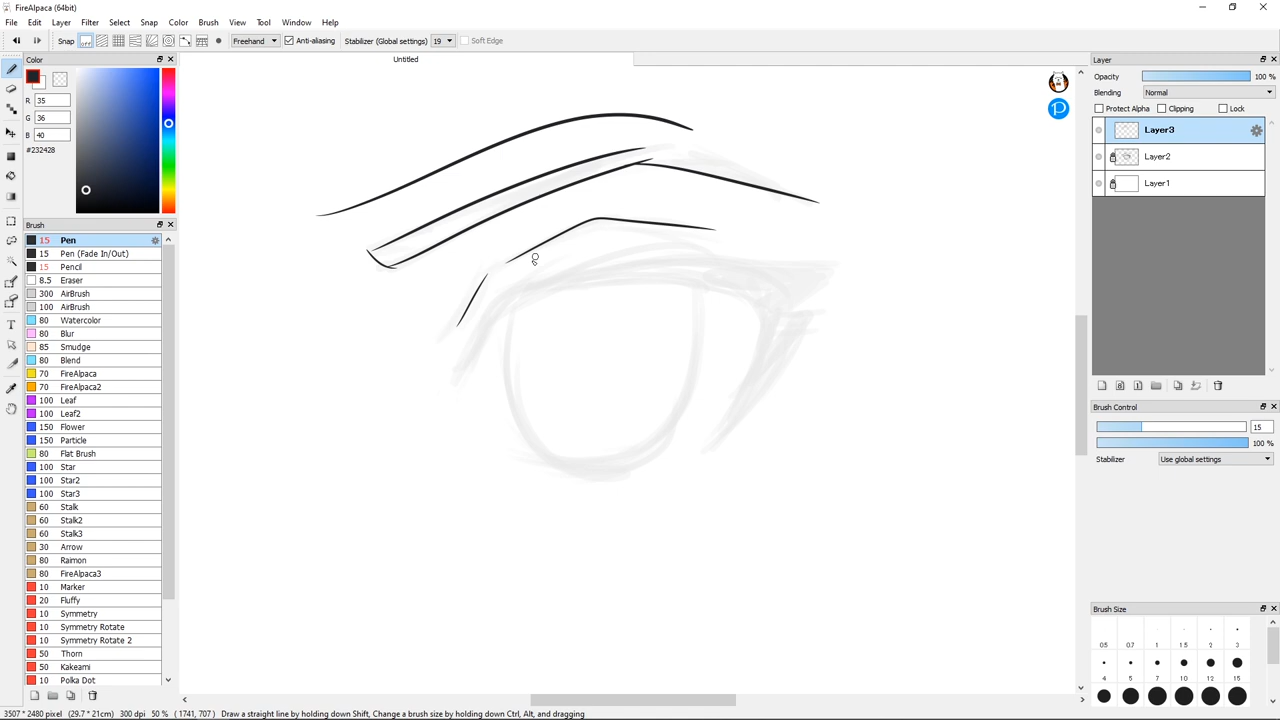 FireAlpaca (64bit)
File Edit Layer Filter Select Snap Color Brush View Tool Window Help
Snap OFF Freehand Anti-aliasing Stabilizer (Global settings) 19 Soft Edge
Color Untitled Layer
R 35
G 36
B 40
#232428
Opacity 100 %
Blending Normal
Protect Alpha Clipping Lock
Layer3
Layer2
Layer1
Brush
15 Pen
15 Pen (Fade In/Out)
15 Pencil
8.5 Eraser
300 AirBrush
100 AirBrush
80 Watercolor
80 Blur
85 Smudge
80 Blend
70 FireAlpaca
70 FireAlpaca2
100 Leaf
100 Leaf2
150 Flower
150 Particle
80 Flat Brush
100 Star
100 Star2
100 Star3
60 Stalk
60 Stalk2
60 Stalk3
30 Arrow
80 Raimon
80 FireAlpaca3
10 Marker
20 Fluffy
10 Symmetry
10 Symmetry Rotate
10 Symmetry Rotate 2
50 Thorn
50 Kakeami
10 Polka Dot
Brush Control
15
100 %
Stabilizer Use global settings
Brush Size
0.5 0.7 1 1.5 2 3
4 5 7 10 12 15
3507 * 2480 pixel (29.7 * 21cm) 300 dpi 50 % ( 1741, 707 ) Draw a straight line by holding down Shift, Change a brush size by holding down Ctrl, Alt, and dragging